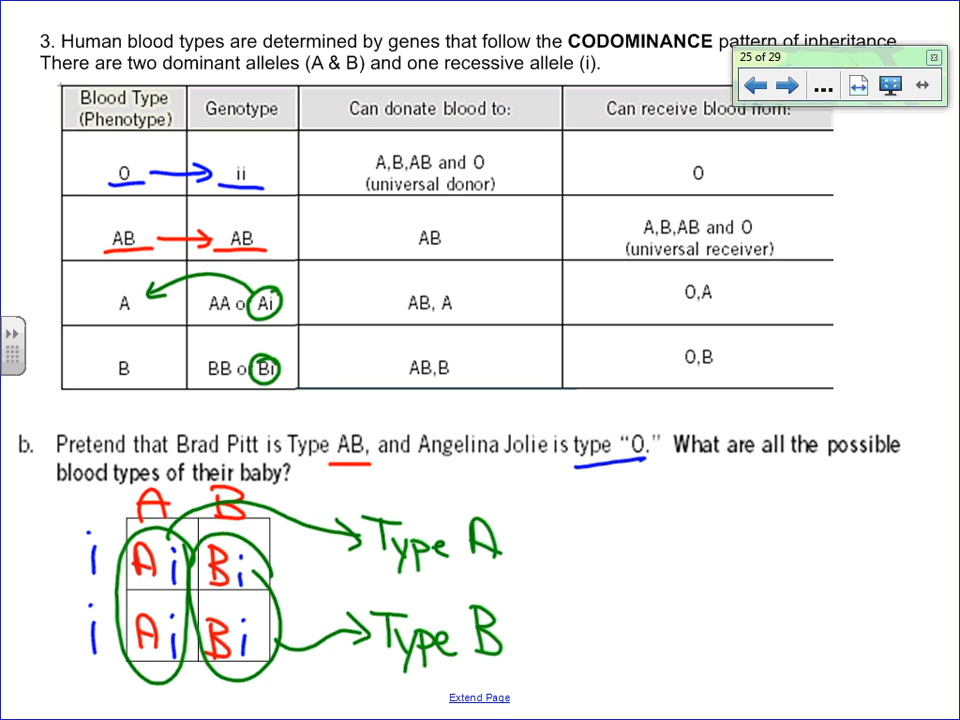 3. Human blood types are determined by genes that follow the CODOMINANCE pattern of inheritance.
There are two dominant alleles (A & B) and one recessive allele (i).
25 of 29
Blood Type (Phenotype) Genotype Can donate blood to: Can receive blood from:
O ii A,B,AB and O (universal donor) O
AB AB AB A,B,AB and O (universal receiver)
A AA o Ai AB, A O,A
B BB o Bi AB,B O,B
b. Pretend that Brad Pitt is Type AB, and Angelina Jolie is type “O.” What are all the possible
blood types of their baby?
A B
i Ai Bi Type A
i Ai Bi Type B
Extend Page